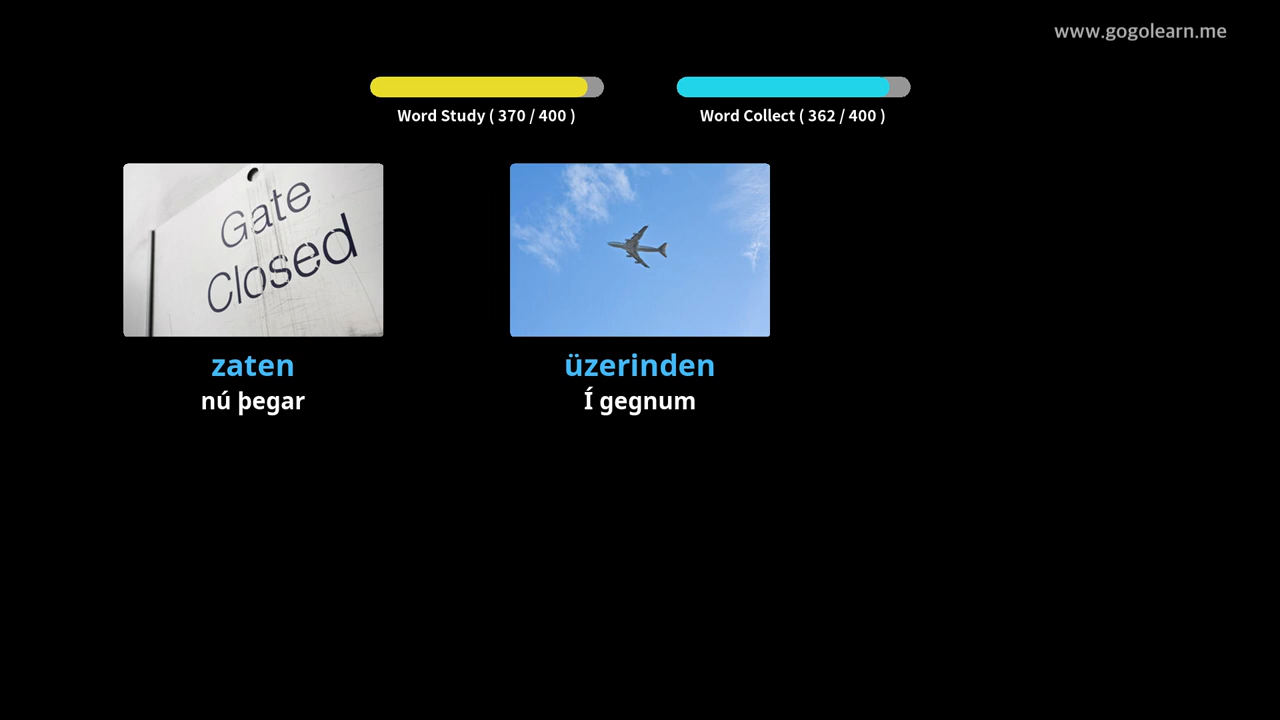 www.gogolearn.me
Word Study ( 370 / 400 )
Word Collect ( 362 / 400 )
Gate
Closed
zaten
nú þegar
üzerinden
Í gegnum